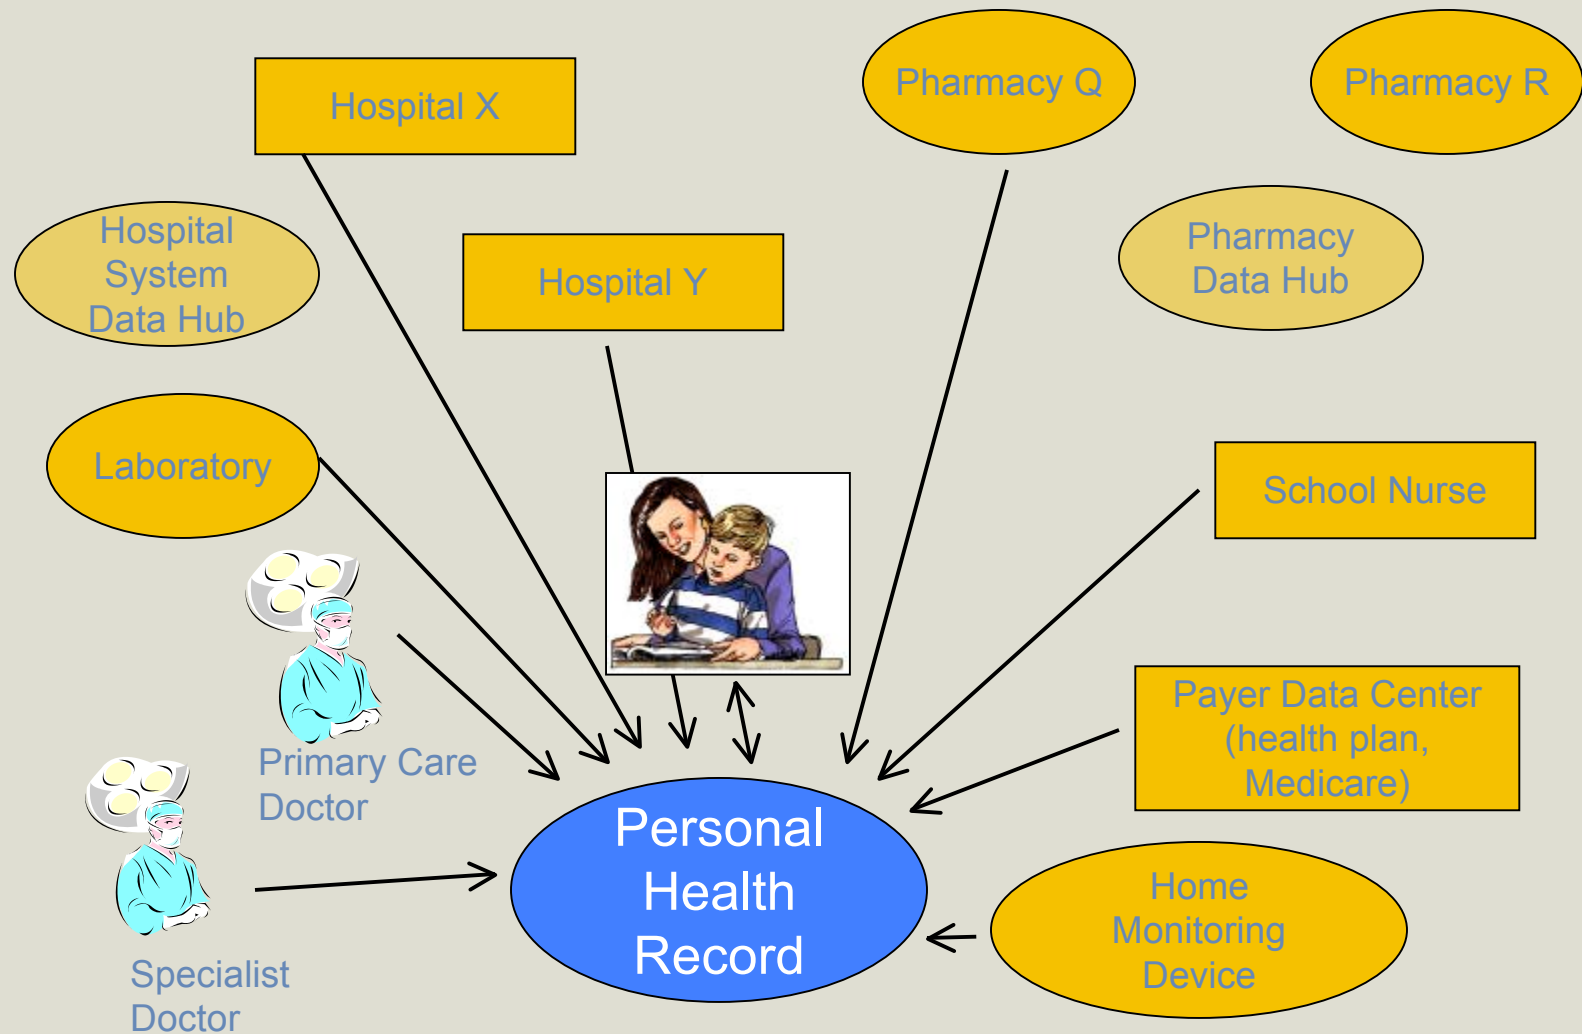 Hospital X
Pharmacy Q
Pharmacy R
Hospital
System
Data Hub
Hospital Y
Pharmacy
Data Hub
Laboratory
School Nurse
Primary Care
Doctor
Payer Data Center
(health plan,
Medicare)
Personal
Health
Record
Home
Monitoring
Device
Specialist
Doctor